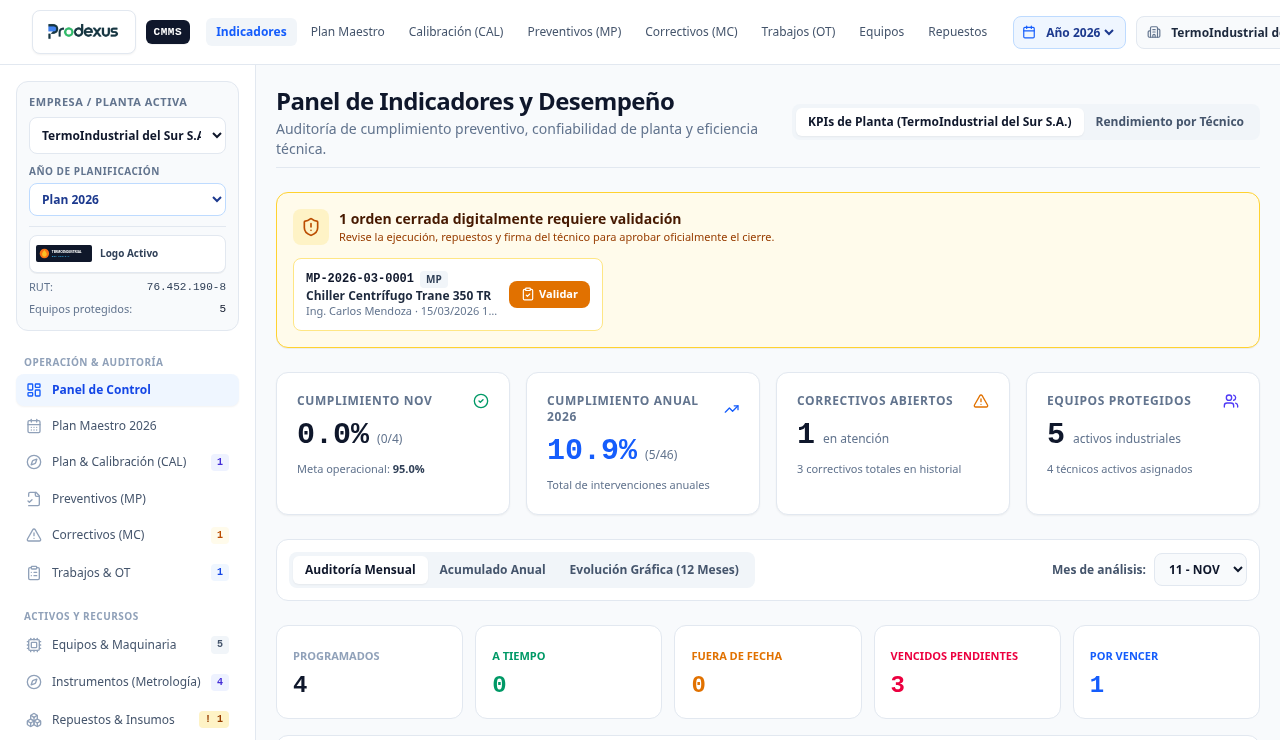 Prodexus CMMS Indicadores Plan Maestro Calibración (CAL) Preventivos (MP) Correctivos (MC) Trabajos (OT) Equipos Repuestos Año 2026 TermoIndustrial d
EMPRESA / PLANTA ACTIVA
TermoIndustrial del Sur S.A
AÑO DE PLANIFICACIÓN
Plan 2026
TERMOINDUSTRIAL
Logo Activo
RUT: 76.452.190-8
Equipos protegidos: 5
OPERACIÓN & AUDITORÍA
Panel de Control
Plan Maestro 2026
Plan & Calibración (CAL) 1
Preventivos (MP)
Correctivos (MC) 1
Trabajos & OT 1
ACTIVOS Y RECURSOS
Equipos & Maquinaria 5
Instrumentos (Metrología) 4
Repuestos & Insumos ! 1
Panel de Indicadores y Desempeño
Auditoría de cumplimiento preventivo, confiabilidad de planta y eficiencia
técnica.
KPIs de Planta (TermoIndustrial del Sur S.A.) Rendimiento por Técnico
1 orden cerrada digitalmente requiere validación
Revise la ejecución, repuestos y firma del técnico para aprobar oficialmente el cierre.
MP-2026-03-0001 MP
Chiller Centrífugo Trane 350 TR
Ing. Carlos Mendoza · 15/03/2026 1...
Validar
CUMPLIMIENTO NOV
0.0% (0/4)
Meta operacional: 95.0%
CUMPLIMIENTO ANUAL
2026
10.9% (5/46)
Total de intervenciones anuales
CORRECTIVOS ABIERTOS
1 en atención
3 correctivos totales en historial
EQUIPOS PROTEGIDOS
5 activos industriales
4 técnicos activos asignados
Auditoría Mensual Acumulado Anual Evolución Gráfica (12 Meses)
Mes de análisis: 11 - NOV
PROGRAMADOS
4
A TIEMPO
0
FUERA DE FECHA
0
VENCIDOS PENDIENTES
3
POR VENCER
1